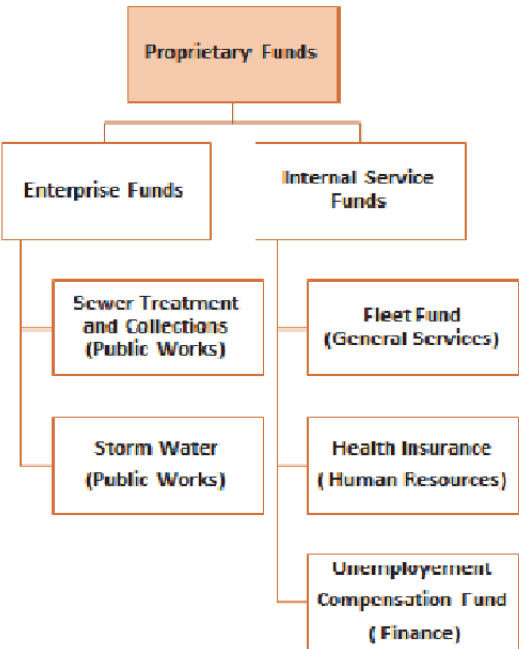 Proprietary Funds
Enterprise Funds
Internal Service
Funds
Sewer Treatment
and Collections
(Public Works)
Fleet Fund
(General Services)
Storm Water
(Public Works)
Health Insurance
( Human Resources)
Unemployement
Compensation Fund
( Finance)